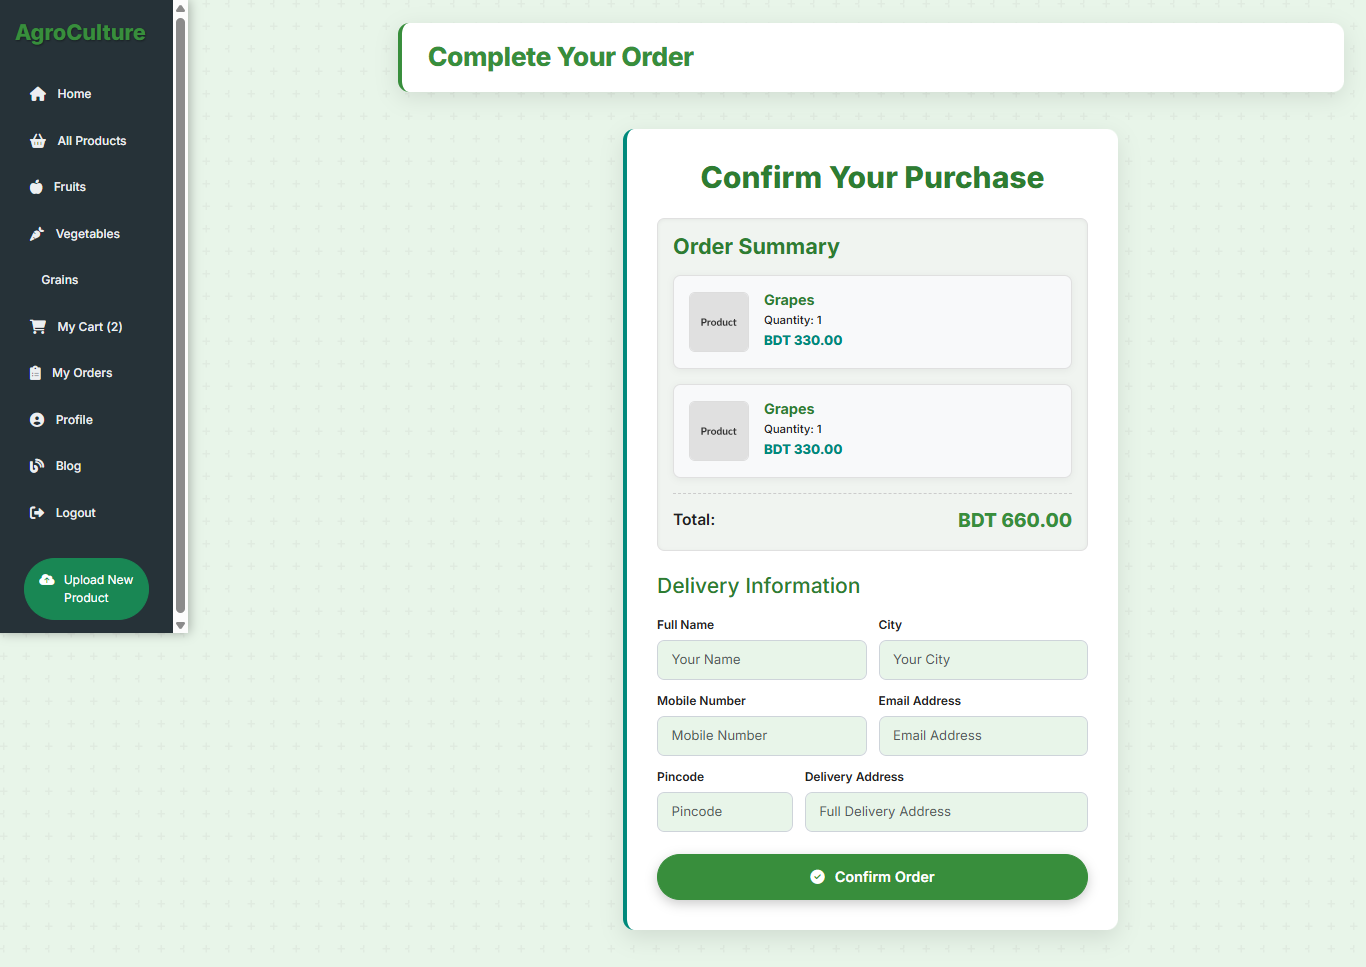 AgroCulture
Home
All Products
Fruits
Vegetables
Grains
My Cart (2)
My Orders
Profile
Blog
Logout
Upload New
Product
Complete Your Order
Confirm Your Purchase
Order Summary
Product
Grapes
Quantity: 1
BDT 330.00
Product
Grapes
Quantity: 1
BDT 330.00
Total:
BDT 660.00
Delivery Information
Full Name
City
Your Name
Your City
Mobile Number
Email Address
Mobile Number
Email Address
Pincode
Delivery Address
Pincode
Full Delivery Address
Confirm Order